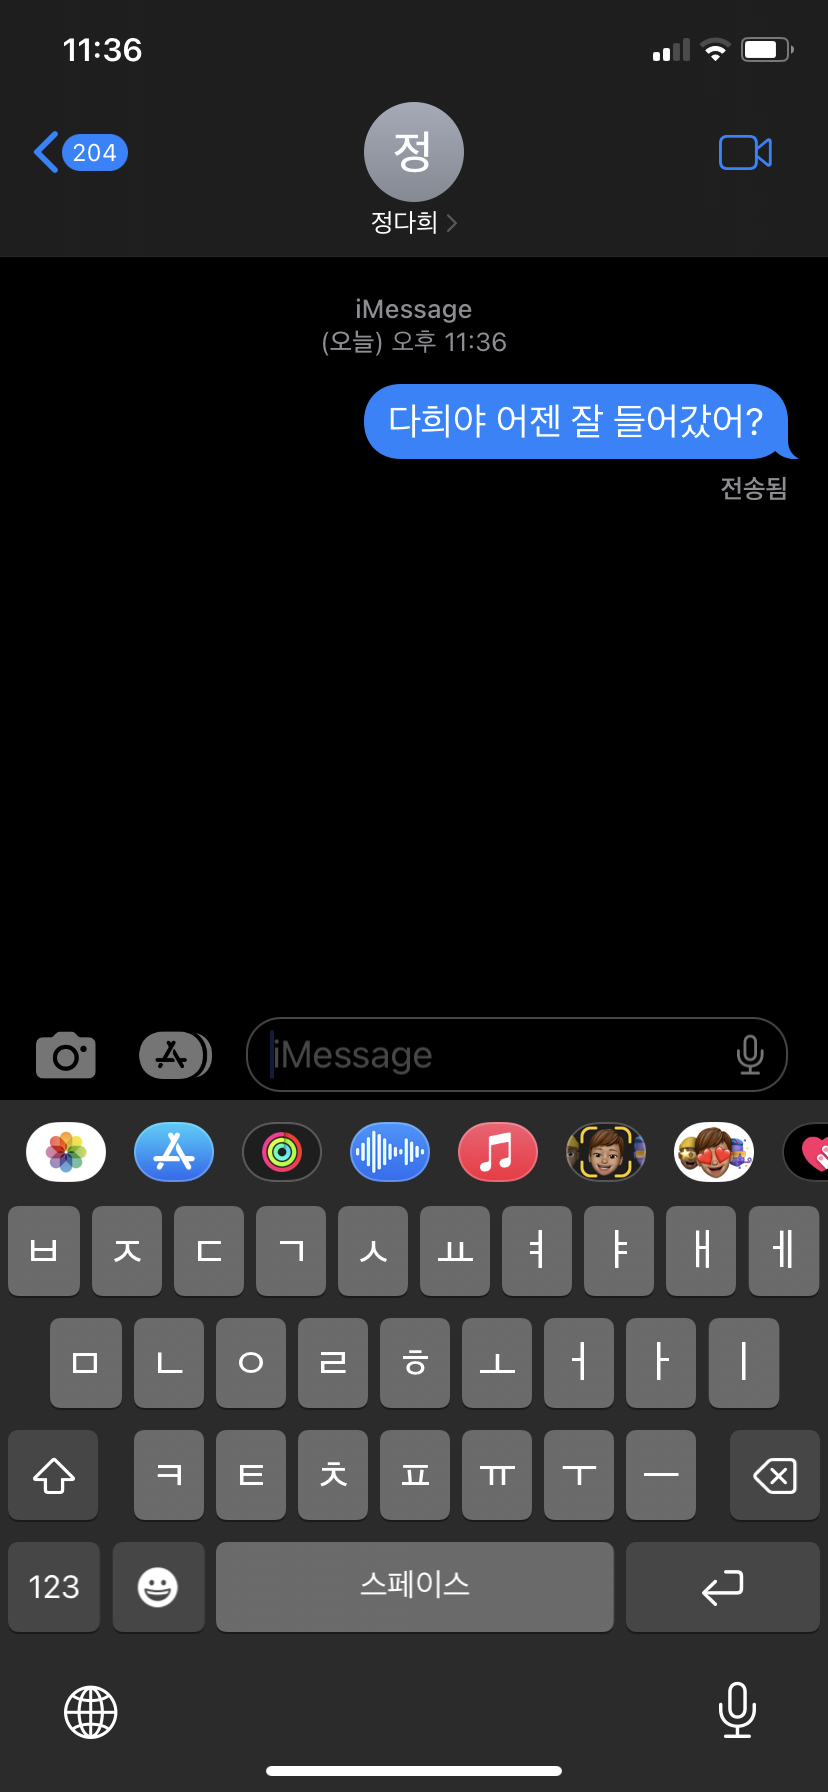 11:36
204
정
정다희
iMessage
(오늘) 오후 11:36
다희야 어젠 잘 들어갔어?
전송됨
iMessage
ㅂ ㅈ ㄷ ㄱ ㅅ ㅛ ㅕ ㅑ ㅐ ㅔ
ㅁ ㄴ ㅇ ㄹ ㅎ ㅗ ㅓ ㅏ ㅣ
ㅋ ㅌ ㅊ ㅍ ㅠ ㅜ ㅡ
123 스페이스